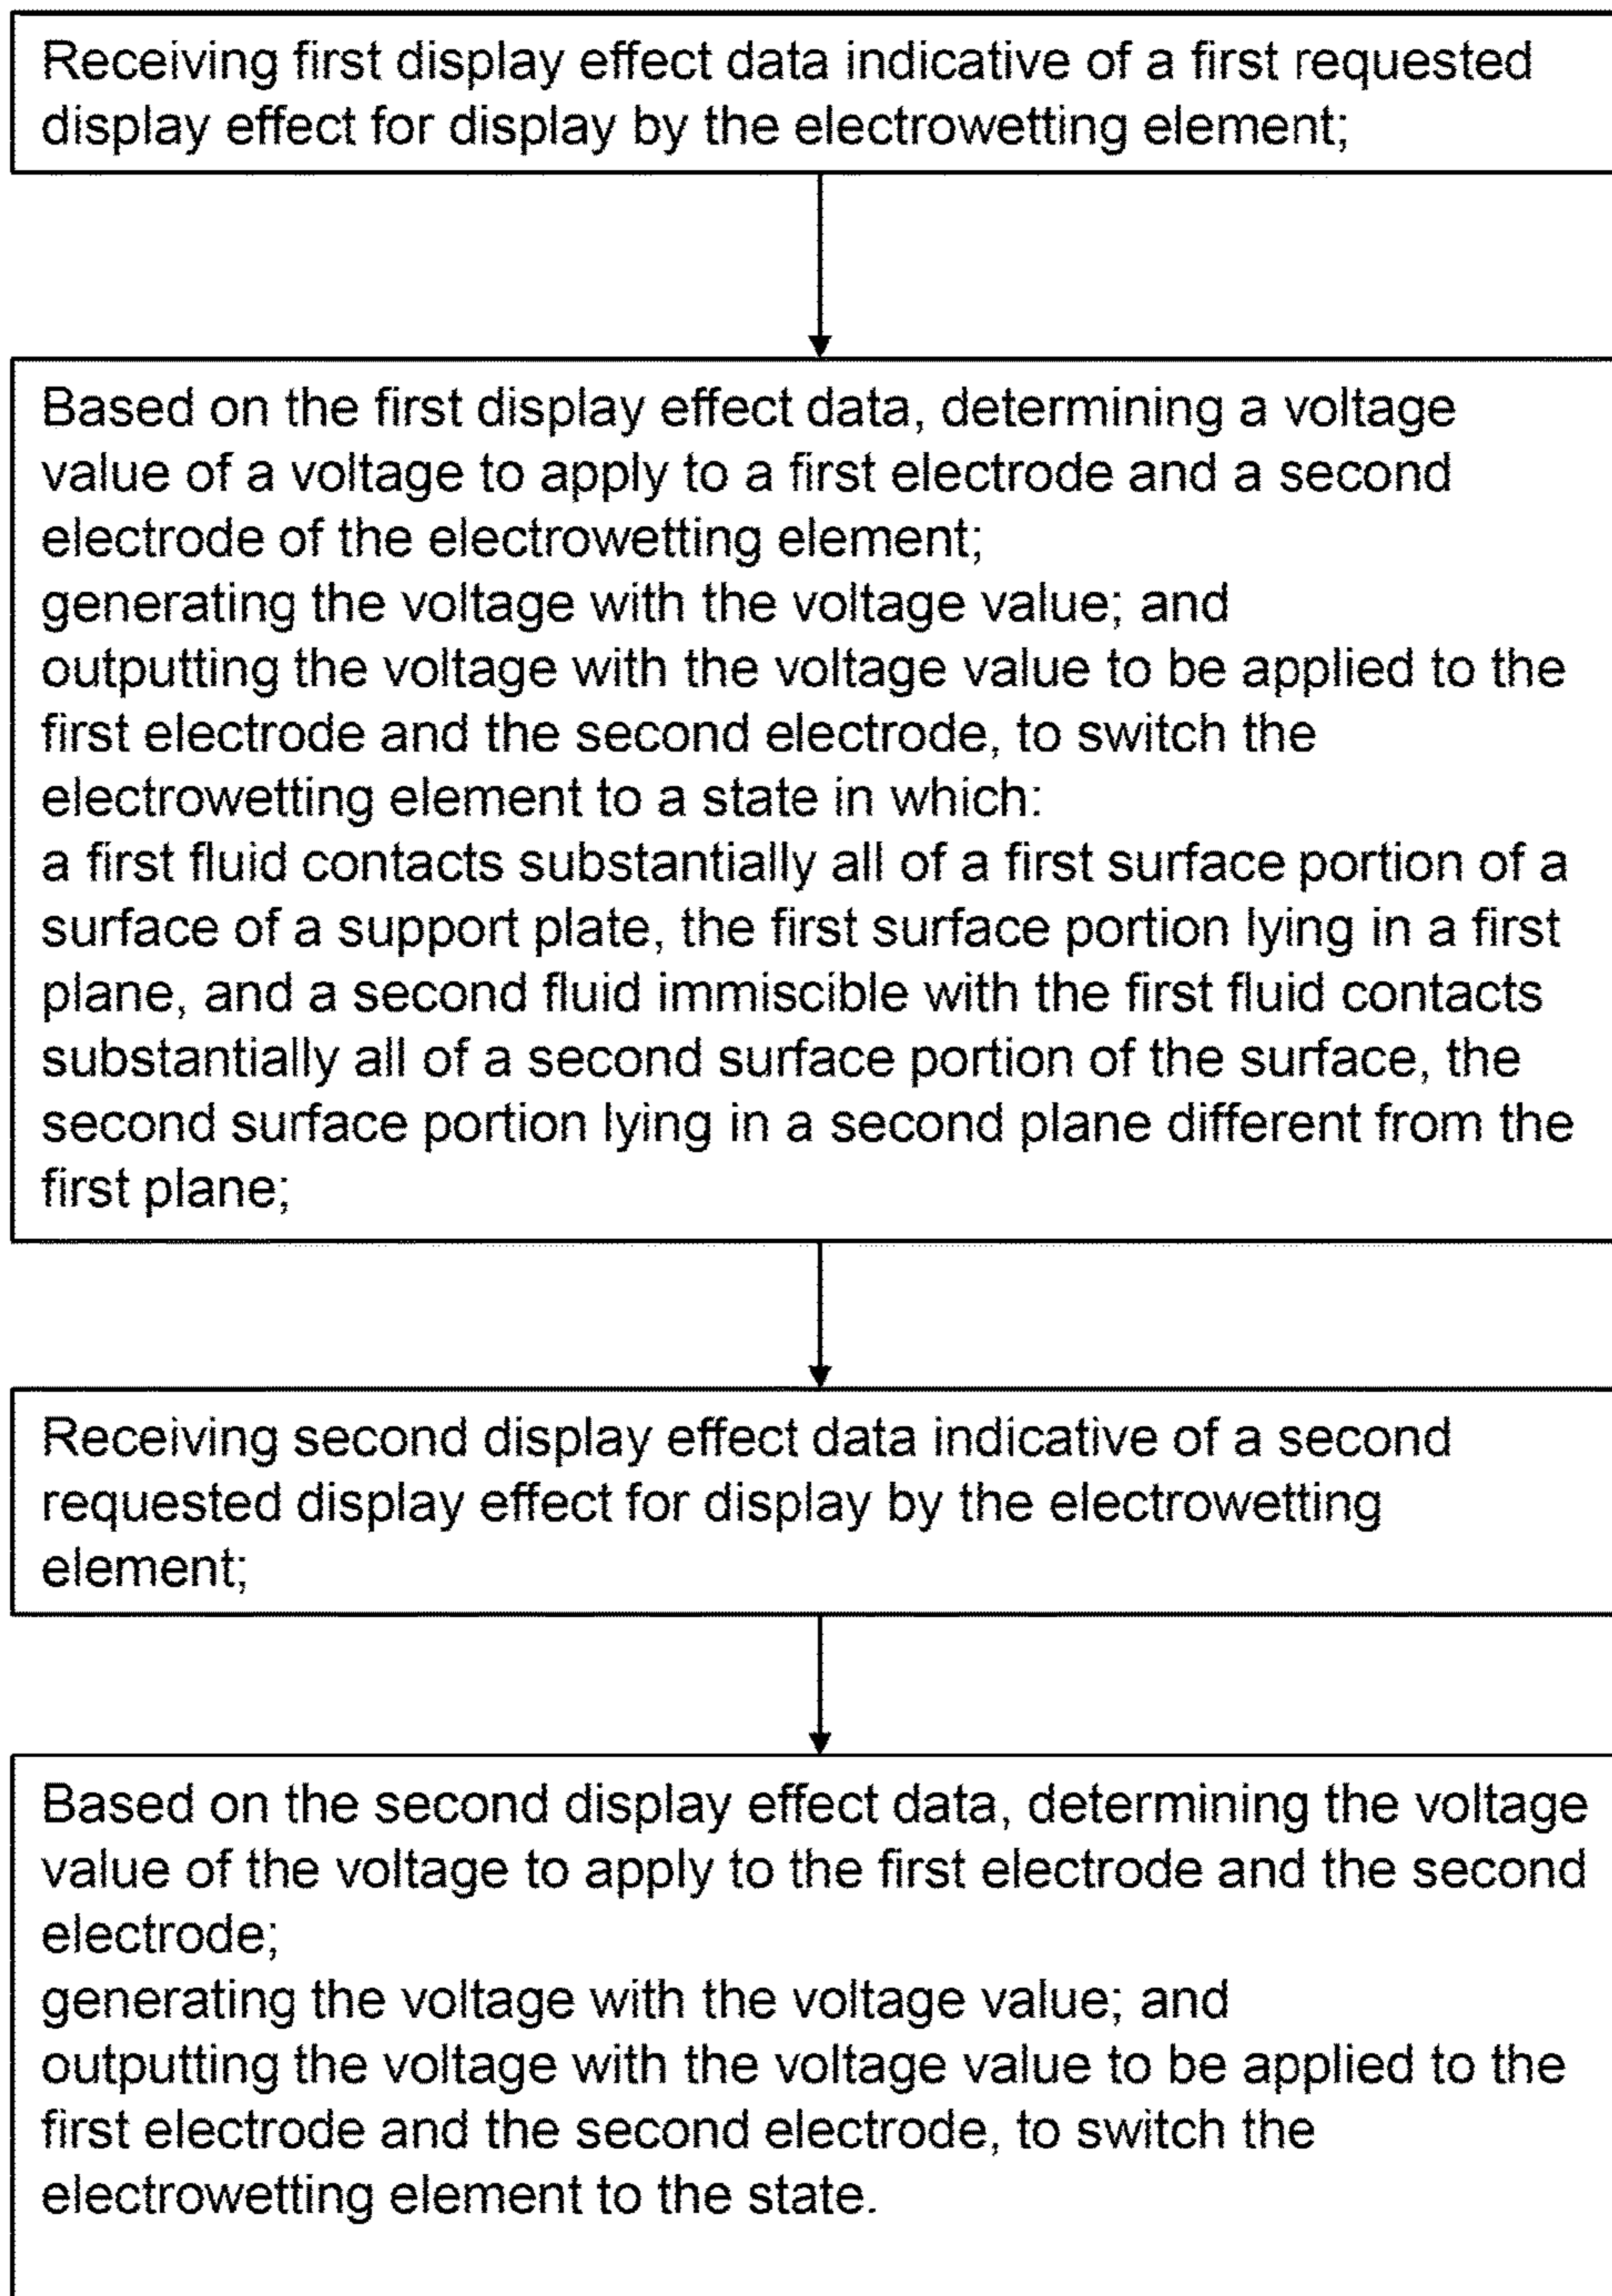 Receiving first display effect data indicative of a first requested
display effect for display by the electrowetting element;
Based on the first display effect data, determining a voltage
value of a voltage to apply to a first electrode and a second
electrode of the electrowetting element;
generating the voltage with the voltage value; and
outputting the voltage with the voltage value to be applied to the
first electrode and the second electrode, to switch the
electrowetting element to a state in which:
a first fluid contacts substantially all of a first surface portion of a
surface of a support plate, the first surface portion lying in a first
plane, and a second fluid immiscible with the first fluid contacts
substantially all of a second surface portion of the surface, the
second surface portion lying in a second plane different from the
first plane;
Receiving second display effect data indicative of a second
requested display effect for display by the electrowetting
element;
Based on the second display effect data, determining the voltage
value of the voltage to apply to the first electrode and the second
electrode;
generating the voltage with the voltage value; and
outputting the voltage with the voltage value to be applied to the
first electrode and the second electrode, to switch the
electrowetting element to the state.